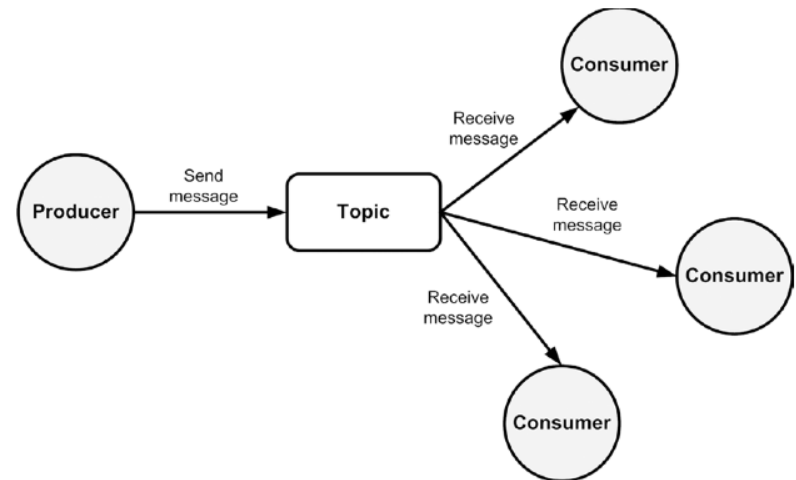 Consumer
Receive
message
Send
message
Producer
Topic
Receive
message
Consumer
Receive
message
Consumer